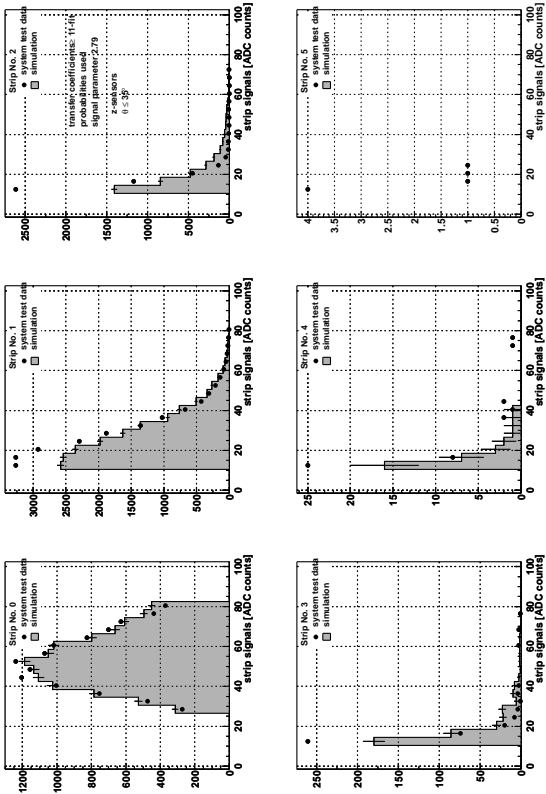 Strip No. 0
system test data
simulation
12000
10000
8000
6000
4000
2000
0
0 20 40 60 80 100
strip signals [ADC counts]
Strip No. 1
system test data
simulation
3000
2500
2000
1500
1000
500
0
0 20 40 60 80 100
strip signals [ADC counts]
Strip No. 2
system test data
simulation
transfer coefficients: 11-fit
probabilities used
signal parameter 2.79
z-sensors
θ ≤ 35°
2500
2000
1500
1000
500
0
0 20 40 60 80 100
strip signals [ADC counts]
Strip No. 3
system test data
simulation
250
200
150
100
50
0
0 20 40 60 80 100
strip signals [ADC counts]
Strip No. 4
system test data
simulation
25
20
15
10
5
0
0 20 40 60 80 100
strip signals [ADC counts]
Strip No. 5
system test data
simulation
4
3.5
3
2.5
2
1.5
1
0.5
0
0 20 40 60 80 100
strip signals [ADC counts]